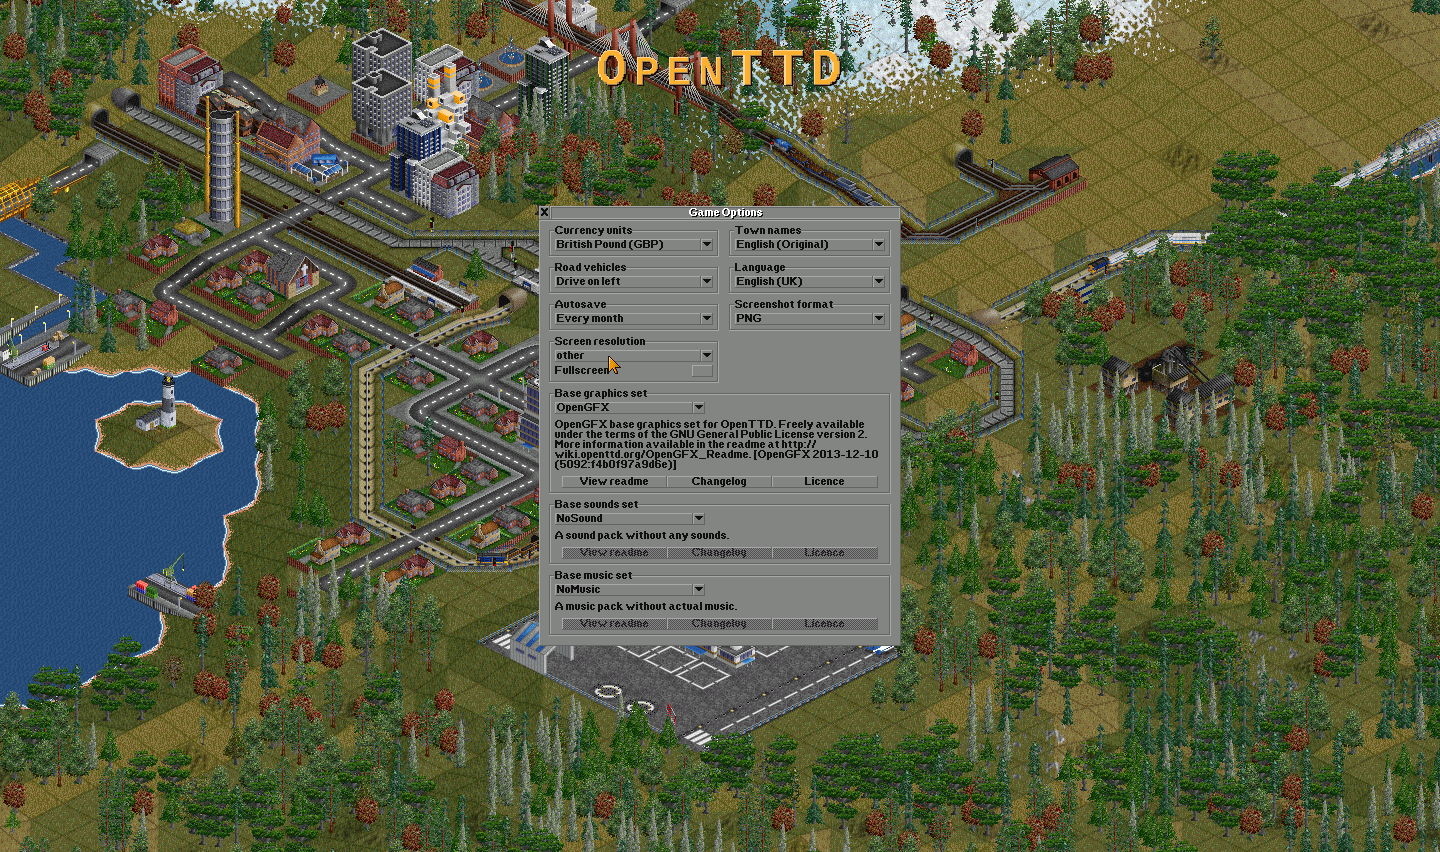 OPENTTD
X Game Options
Currency units Town names
British Pound (GBP) English (Original)
Road vehicles Language
Drive on left English (UK)
Autosave Screenshot format
Every month PNG
Screen resolution
other
Fullscreen
Base graphics set
OpenGFX
OpenGFX base graphics set for OpenTTD. Freely available
under the terms of the GNU General Public License version 2.
More information available in the readme at http://
wiki.openttd.org/OpenGFX_Readme. [OpenGFX 2013-12-10
(5092:f4b0f97a9d6e)]
View readme Changelog Licence
Base sounds set
NoSound
A sound pack without any sounds.
View readme Changelog Licence
Base music set
NoMusic
A music pack without actual music.
View readme Changelog Licence